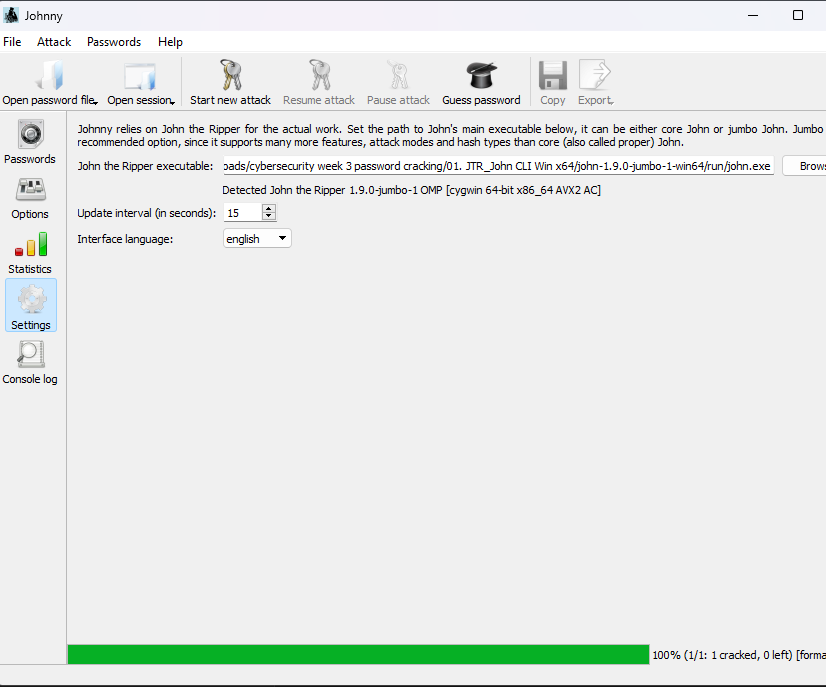 Johnny
File Attack Passwords Help
Open password file Open session Start new attack Resume attack Pause attack Guess password Copy Export
Passwords
Options
Statistics
Settings
Console log
Johnny relies on John the Ripper for the actual work. Set the path to John's main executable below, it can be either core John or jumbo John. Jumbo
recommended option, since it supports many more features, attack modes and hash types than core (also called proper) John.
John the Ripper executable: oads/cybersecurity week 3 password cracking/01. JTR_John CLI Win x64/john-1.9.0-jumbo-1-win64/run/john.exe Brows
Detected John the Ripper 1.9.0-jumbo-1 OMP [cygwin 64-bit x86_64 AVX2 AC]
Update interval (in seconds): 15
Interface language: english
100% (1/1: 1 cracked, 0 left) [forma